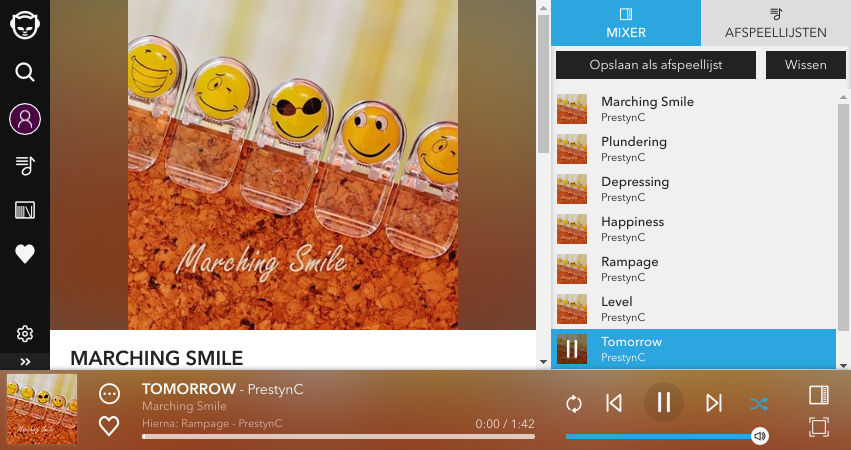 Marching Smile
MARCHING SMILE
MIXER
AFSPEELLIJSTEN
Opslaan als afspeellijst
Wissen
Marching Smile
PrestynC
Plundering
PrestynC
Depressing
PrestynC
Happiness
PrestynC
Rampage
PrestynC
Level
PrestynC
Tomorrow
PrestynC
TOMORROW - PrestynC
Marching Smile
Hierna: Rampage - PrestynC
0:00 / 1:42